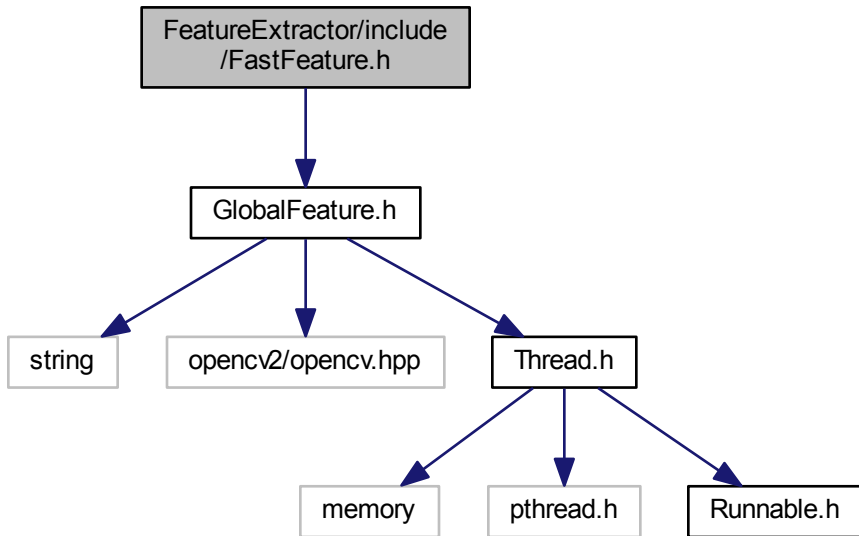 FeatureExtractor/include
/FastFeature.h
GlobalFeature.h
string
opencv2/opencv.hpp
Thread.h
memory
pthread.h
Runnable.h